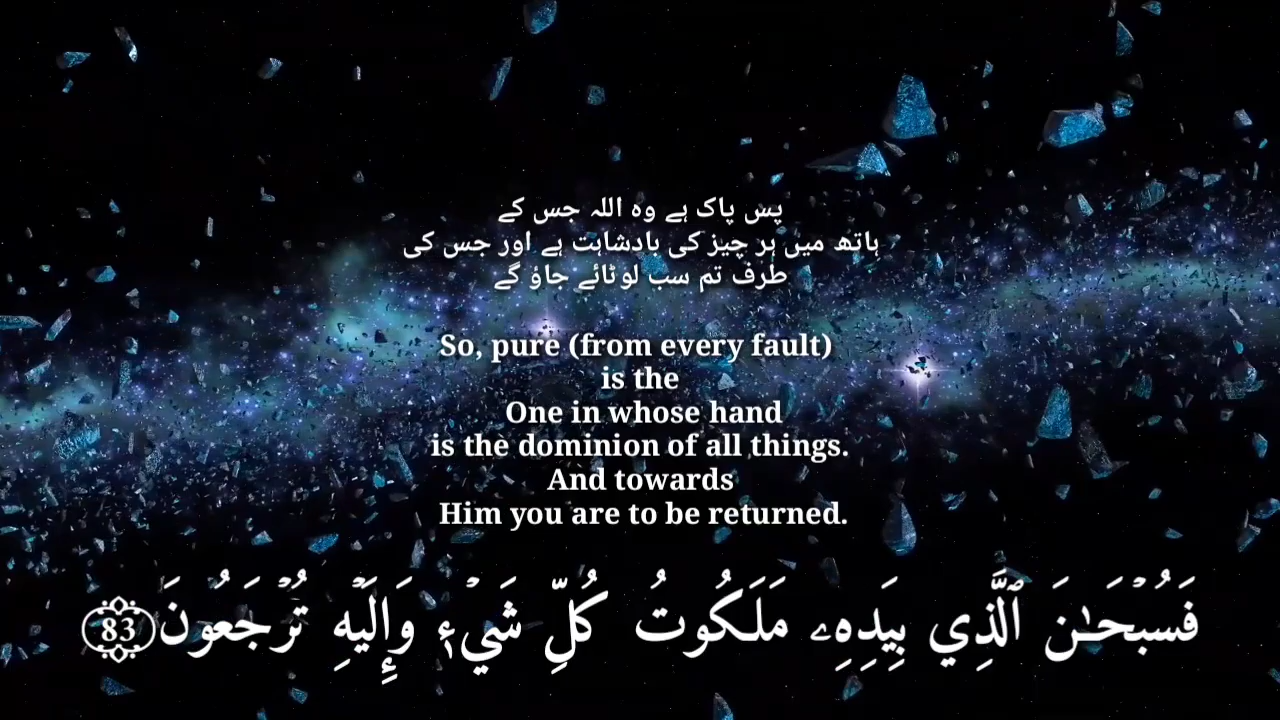 پس پاک ہے وہ اللہ جس کے
ہاتھ میں ہر چیز کی بادشاہت ہے اور جس کی
طرف تم سب لوٹائے جاؤ گے
So, pure (from every fault)
is the
One in whose hand
is the dominion of all things.
And towards
Him you are to be returned.
فَسُبۡحَـٰنَ ٱلَّذِي بِيَدِهِۦ مَلَكُوتُ كُلِّ شَيۡءٖ وَإِلَيۡهِ تُرۡجَعُونَ 83